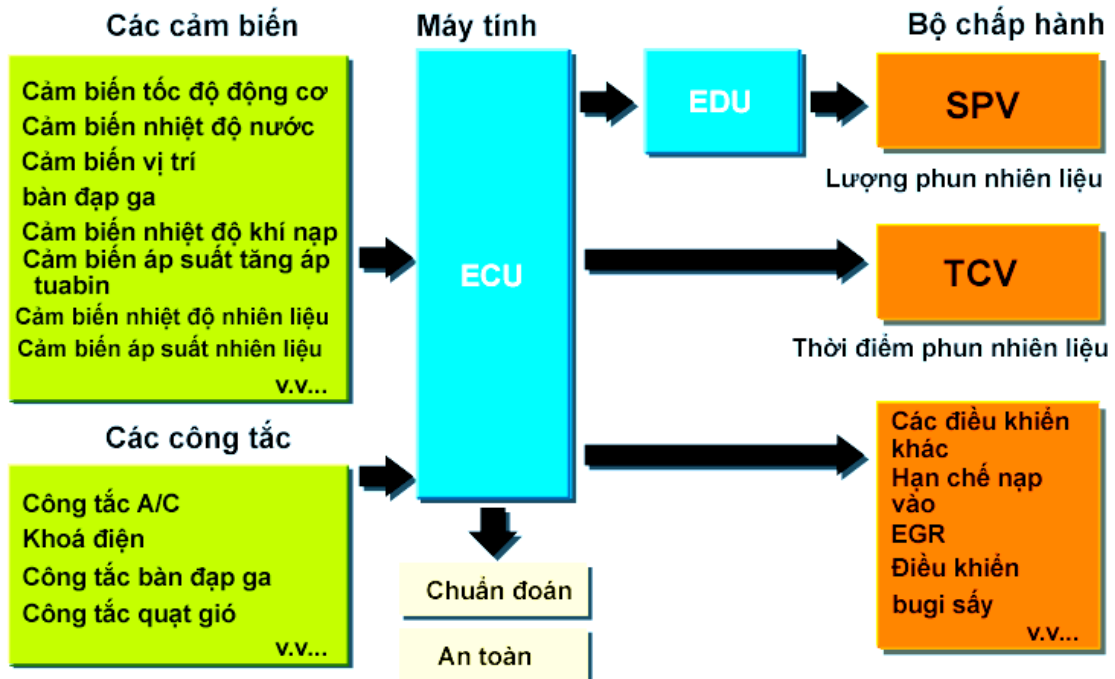 Các cảm biến
Máy tính
Bộ chấp hành
Cảm biến tốc độ động cơ
Cảm biến nhiệt độ nước
Cảm biến vị trí
bàn đạp ga
Cảm biến nhiệt độ khí nạp
Cảm biến áp suất tăng áp
tuabin
Cảm biến nhiệt độ nhiên liệu
Cảm biến áp suất nhiên liệu
v.v...
Các công tắc
Công tắc A/C
Khoá điện
Công tắc bàn đạp ga
Công tắc quạt gió
v.v...
ECU
Chuẩn đoán
An toàn
EDU
SPV
Lượng phun nhiên liệu
TCV
Thời điểm phun nhiên liệu
Các điều khiển
khác
Hạn chế nạp
vào
EGR
Điều khiển
bugi sấy
v.v...